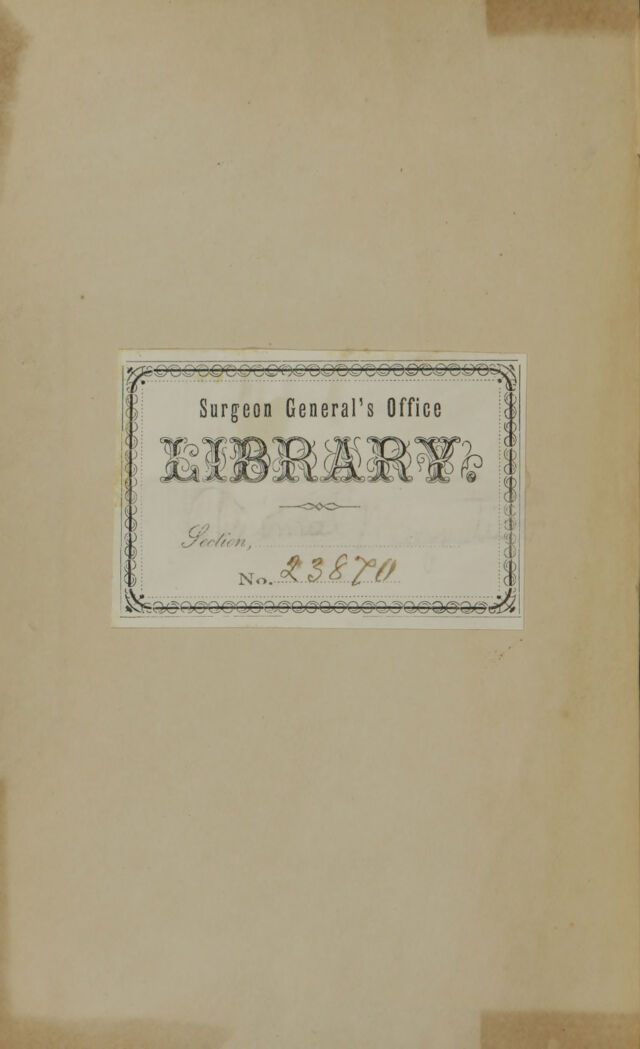 Surgeon General's Office
LIBRARY.
Section,
No. 23870